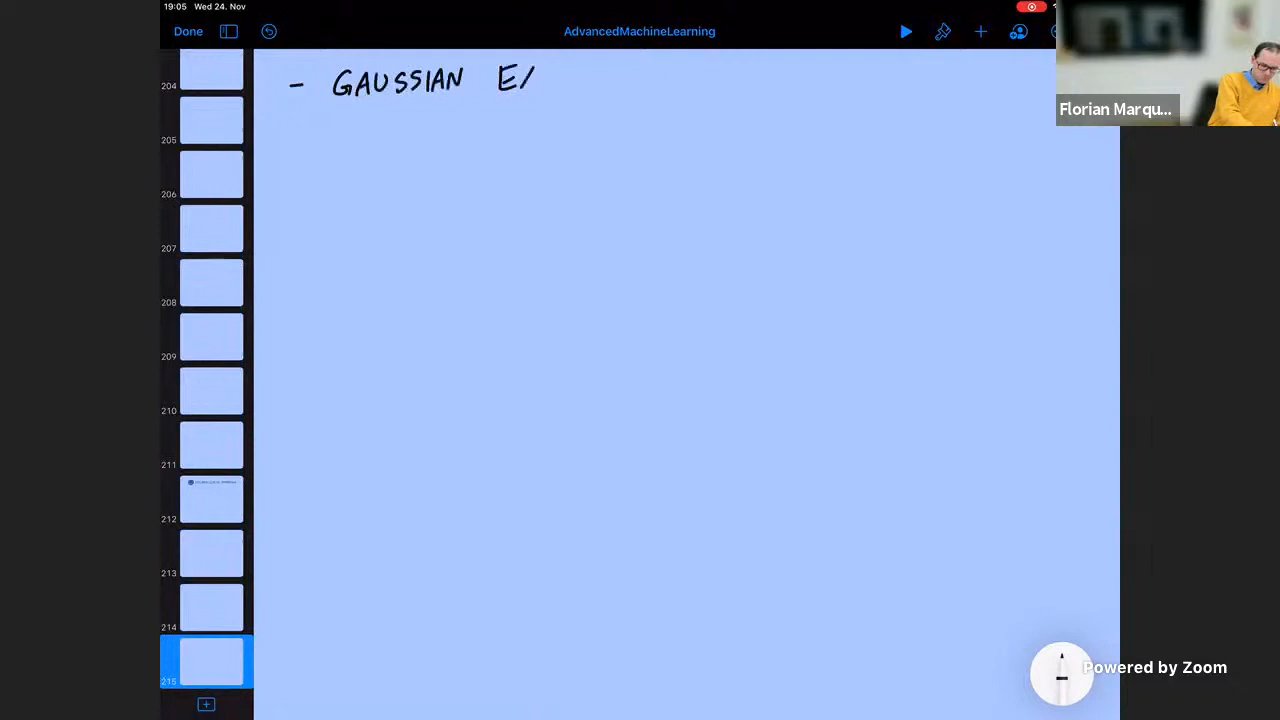 19:05 Wed 24. Nov
Done
AdvancedMachineLearning
- GAUSSIAN E/
Florian Marqu...
204
205
206
207
208
209
210
211
212
213
214
215
Powered by Zoom